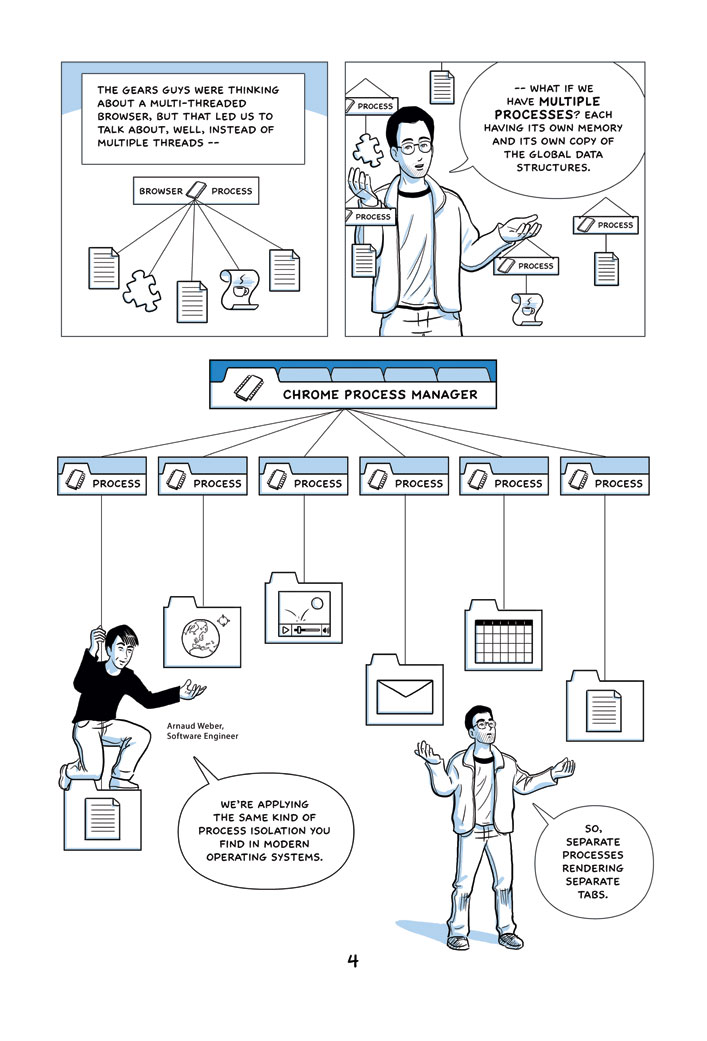 THE GEARS GUYS WERE THINKING
ABOUT A MULTI-THREADED
BROWSER, BUT THAT LED US TO
TALK ABOUT, WELL, INSTEAD OF
MULTIPLE THREADS --
BROWSER PROCESS
-- WHAT IF WE
HAVE MULTIPLE
PROCESSES? EACH
HAVING ITS OWN MEMORY
AND ITS OWN COPY OF
THE GLOBAL DATA
STRUCTURES.
PROCESS
PROCESS
PROCESS
PROCESS
CHROME PROCESS MANAGER
PROCESS
PROCESS
PROCESS
PROCESS
PROCESS
PROCESS
Arnaud Weber,
Software Engineer
WE'RE APPLYING
THE SAME KIND OF
PROCESS ISOLATION YOU
FIND IN MODERN
OPERATING SYSTEMS.
SO,
SEPARATE
PROCESSES
RENDERING
SEPARATE
TABS.
4